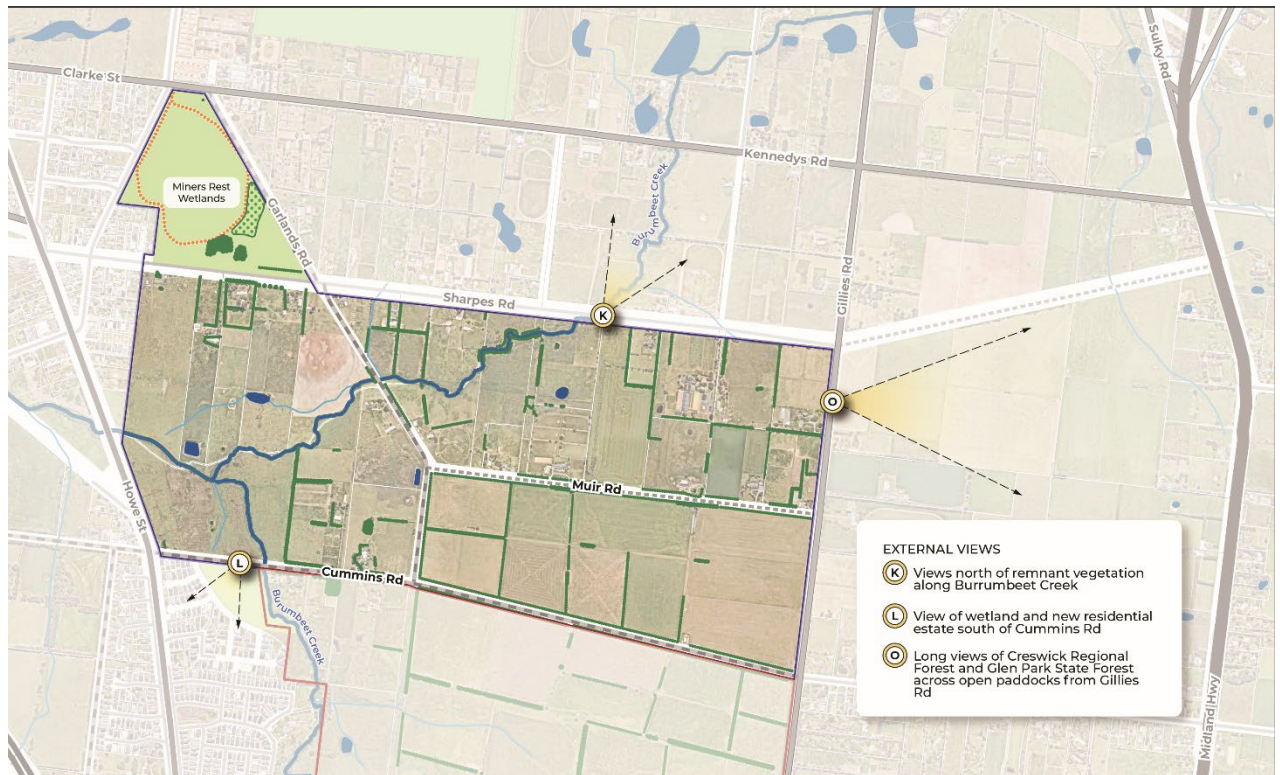 Clarke St
Sulky Rd
Kennedys Rd
Miners Rest
Wetlands
Garlands Rd
Burrumbeet Creek
Gillies Rd
Sharpes Rd
K
O
Howe St
Muir Rd
L
Cummins Rd
Burrumbeet Creek
Midland Hwy
EXTERNAL VIEWS
K Views north of remnant vegetation
along Burrumbeet Creek
L View of wetland and new residential
estate south of Cummins Rd
O Long views of Creswick Regional
Forest and Glen Park State Forest
across open paddocks from Gillies
Rd